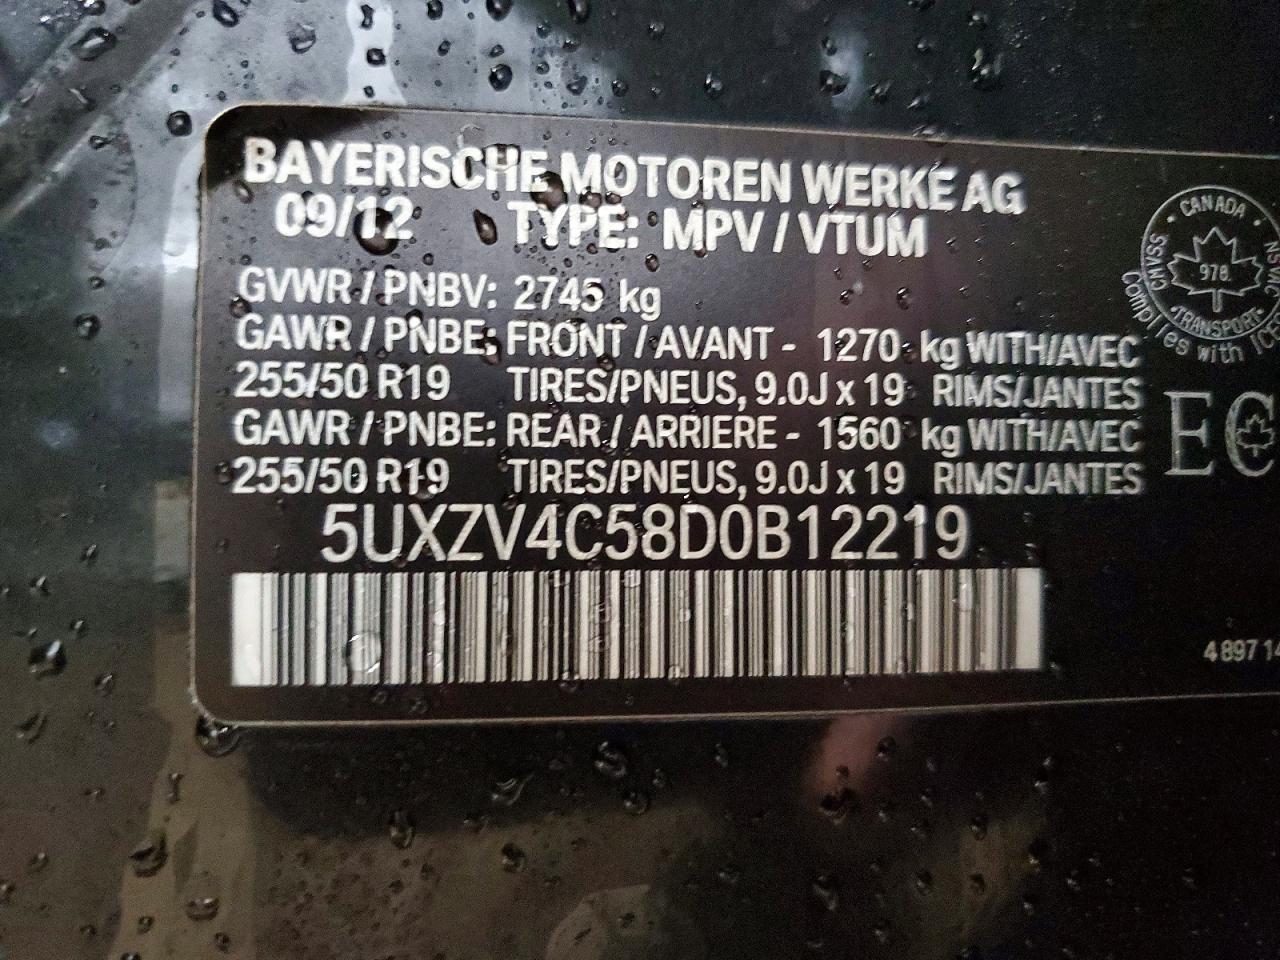 BAYERISCHE MOTOREN WERKE AG
09/12 TYPE: MPV / VTUM
GVWR / PNBV: 2745 kg
GAWR / PNBE: FRONT / AVANT - 1270 kg WITH/AVEC
255/50 R19 TIRES/PNEUS, 9.0J x 19 RIMS/JANTES
GAWR / PNBE: REAR / ARRIERE - 1560 kg WITH/AVEC
255/50 R19 TIRES/PNEUS, 9.0J x 19 RIMS/JANTES
5UXZV4C58D0B12219
CANADA
CMVSS
NSVAC
978
TRANSPORT
Complies with
EC
489714